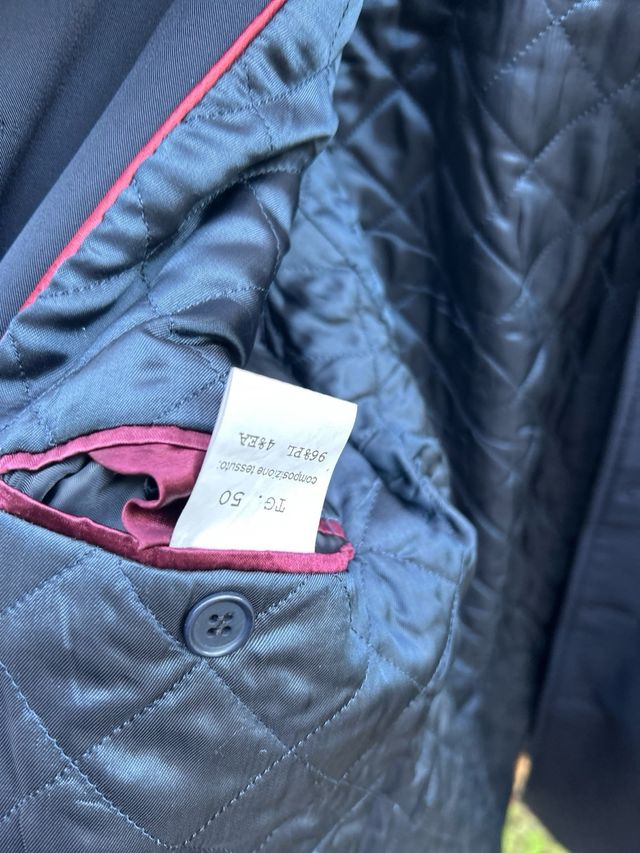 TG. 50
composizione tessuto:
96%PL 4%EA